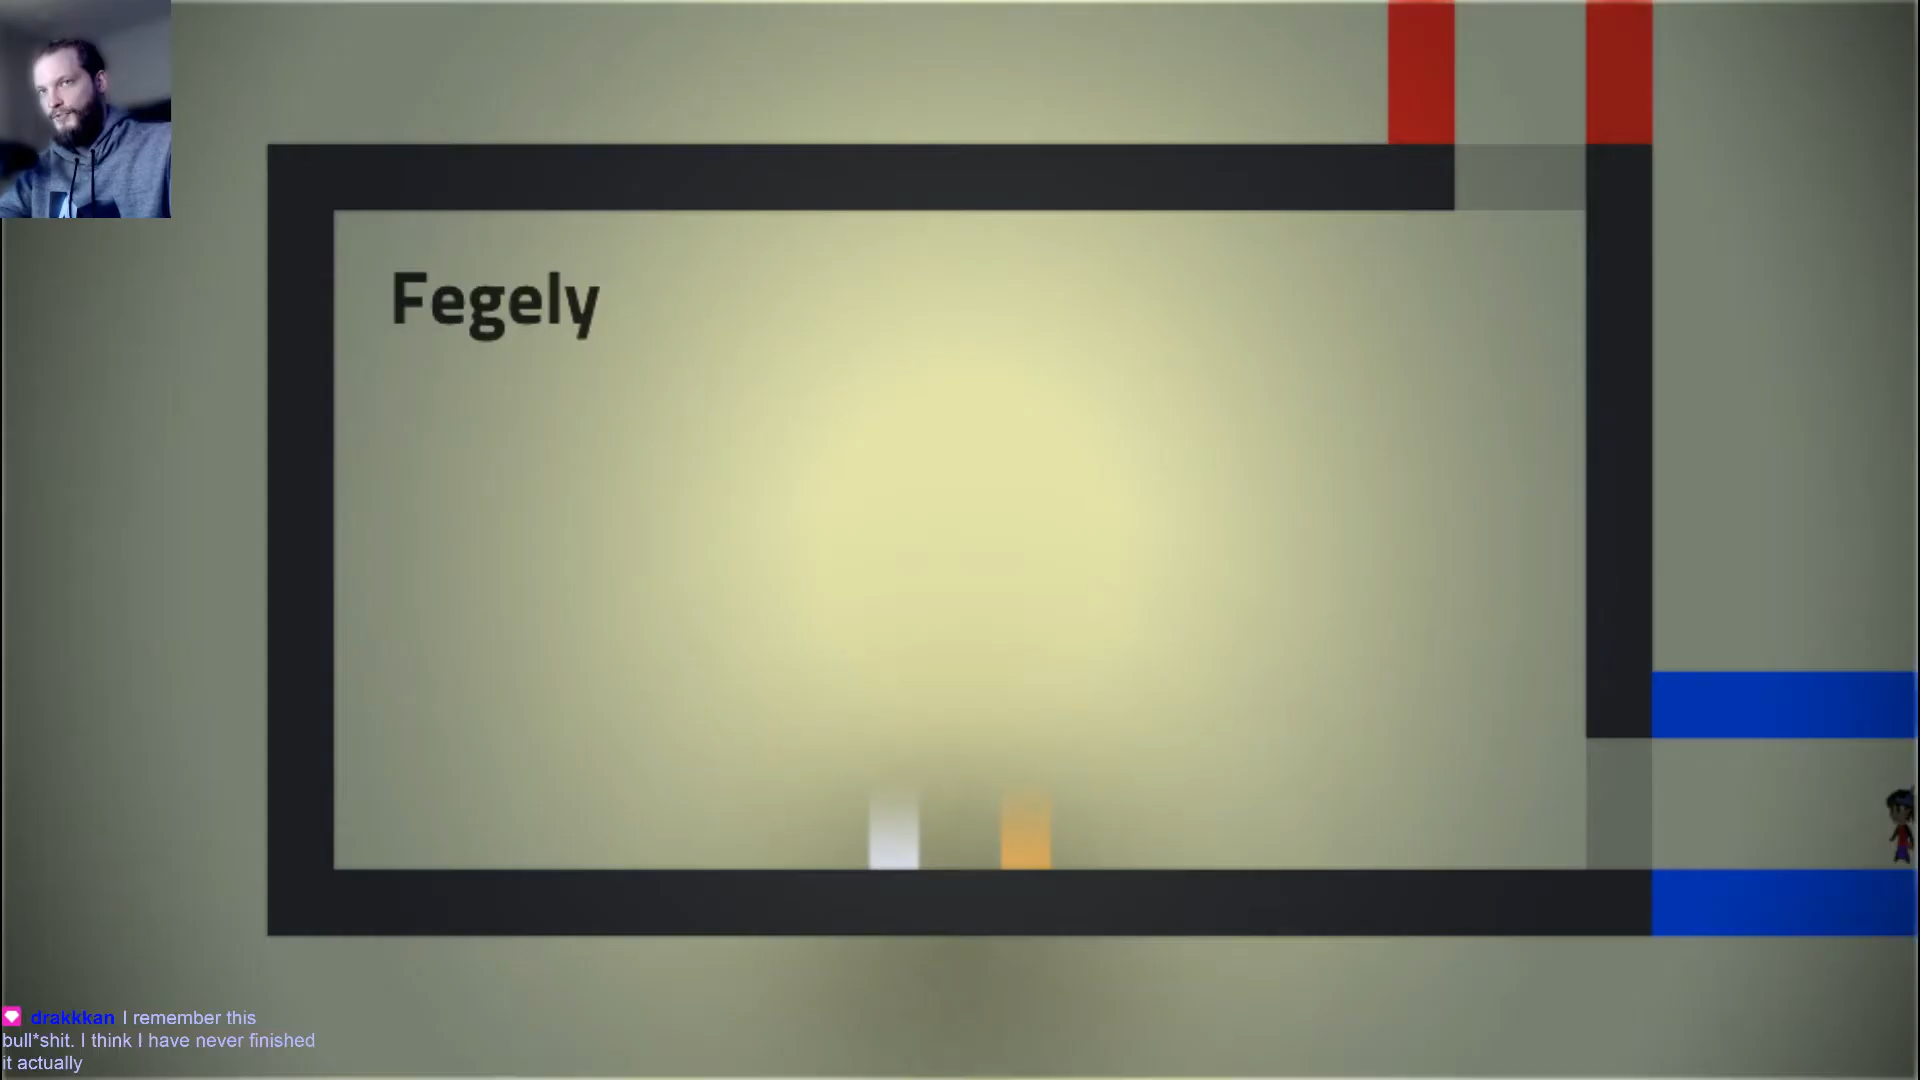 Fegely
drakkkan I remember this
bull*shit. I think I have never finished
it actually